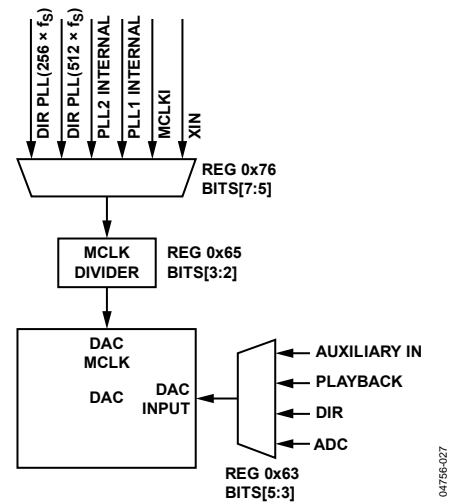 DIR PLL(256 × fS)
DIR PLL(512 × fS)
PLL2 INTERNAL
PLL1 INTERNAL
MCLKI
XIN
REG 0x76
BITS[7:5]
MCLK
DIVIDER
REG 0x65
BITS[3:2]
DAC
MCLK
DAC
DAC
INPUT
AUXILIARY IN
PLAYBACK
DIR
ADC
REG 0x63
BITS[5:3]
04756-027